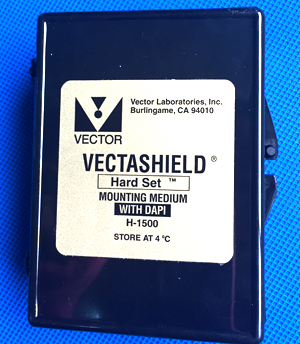 Vector Laboratories, Inc.
Burlingame, CA 94010
VECTOR
VECTASHIELD®
Hard Set™
MOUNTING MEDIUM
WITH DAPI
H-1500
STORE AT 4 °C